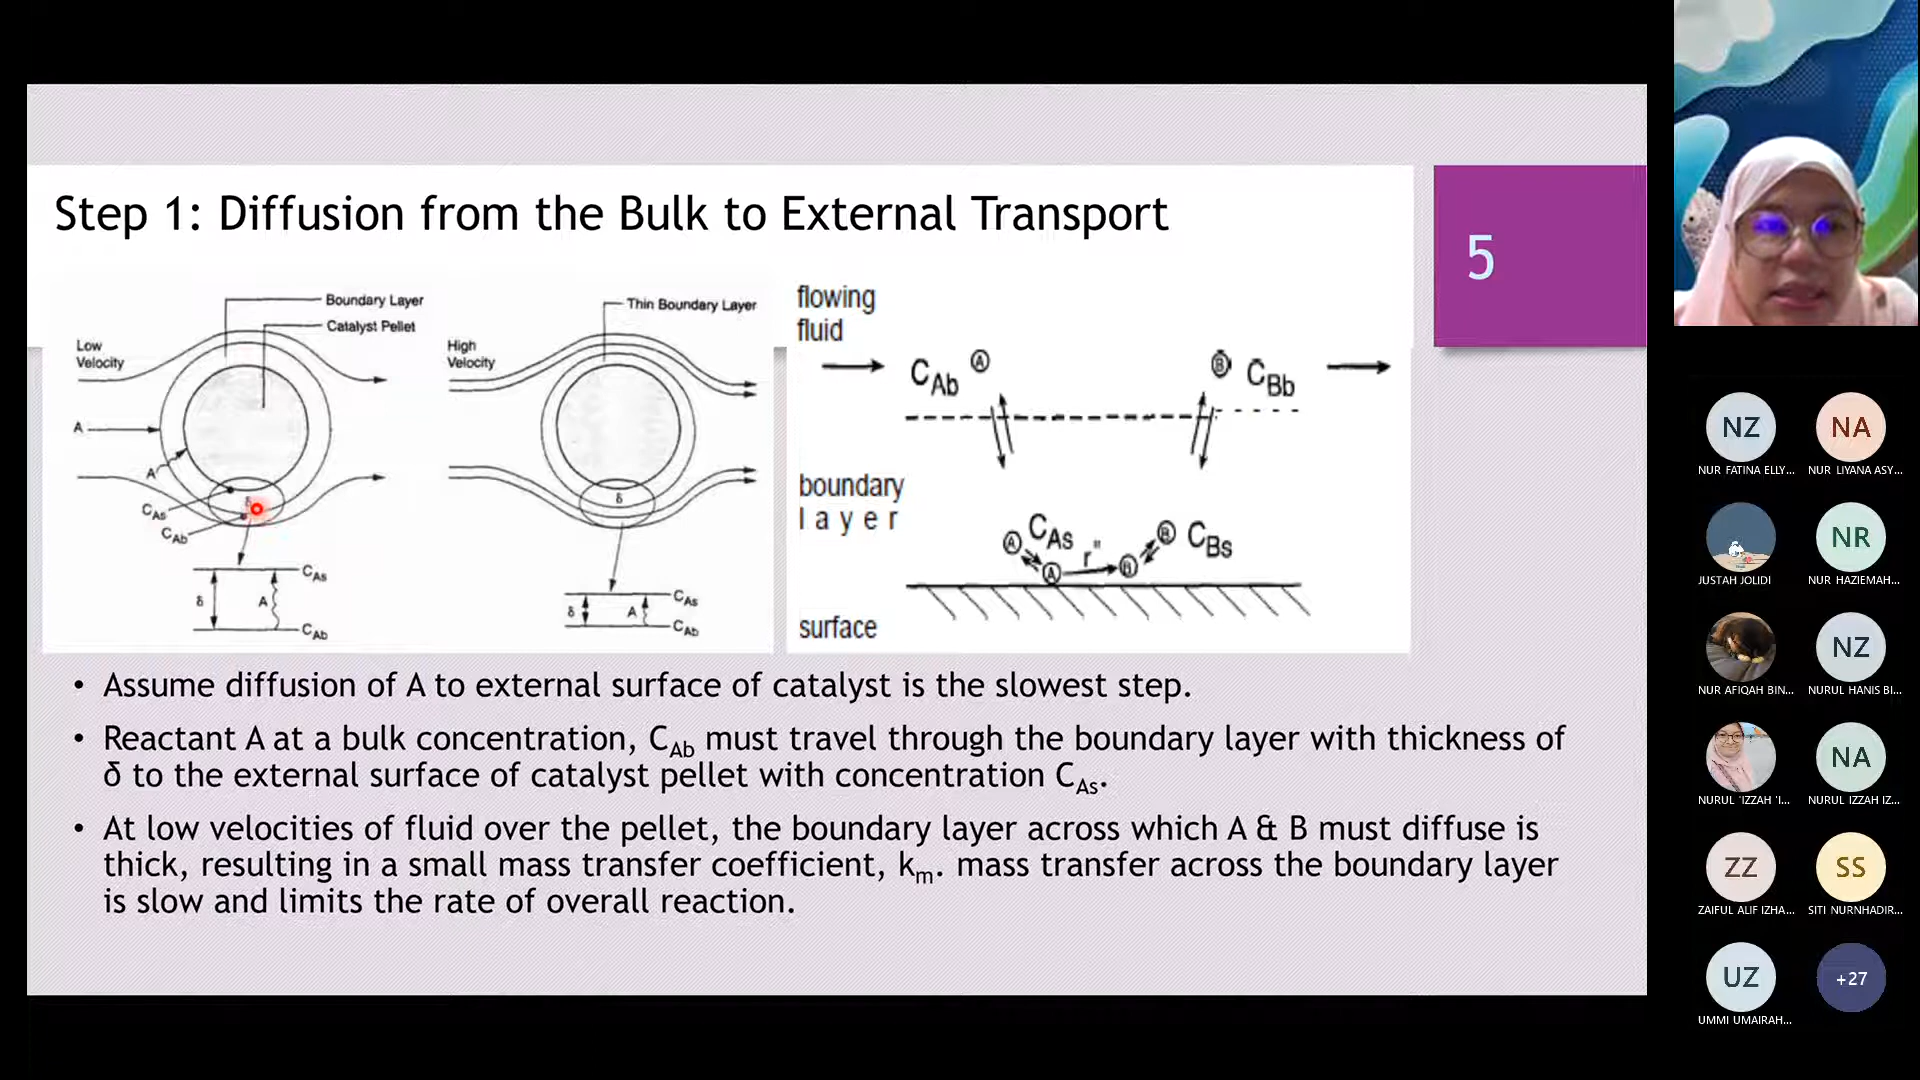 Step 1: Diffusion from the Bulk to External Transport
5
Boundary Layer
Catalyst Pellet
Low
Velocity
A
A
δ
CAs
CAb
CAs
δ
A
CAb
Thin Boundary Layer
High
Velocity
δ
CAs
δ
A
CAb
flowing
fluid
CAb
A
B
CBb
boundary
layer
A
CAs
r"
A
B
B
CBs
surface
• Assume diffusion of A to external surface of catalyst is the slowest step.
• Reactant A at a bulk concentration, CAb must travel through the boundary layer with thickness of
δ to the external surface of catalyst pellet with concentration CAs.
• At low velocities of fluid over the pellet, the boundary layer across which A & B must diffuse is
thick, resulting in a small mass transfer coefficient, km. mass transfer across the boundary layer
is slow and limits the rate of overall reaction.
NZ
NUR FATINA ELLY...
NA
NUR LIYANA ASY...
JUSTAH JOLIDI
NR
NUR HAZIEMAH...
NUR AFIQAH BIN...
NZ
NURUL HANIS BI...
NURUL 'IZZAH 'I...
NA
NURUL IZZAH IZ...
ZZ
ZAIFUL ALIF IZHA...
SS
SITI NURNHADIR...
UZ
UMMI UMAIRAH...
+27